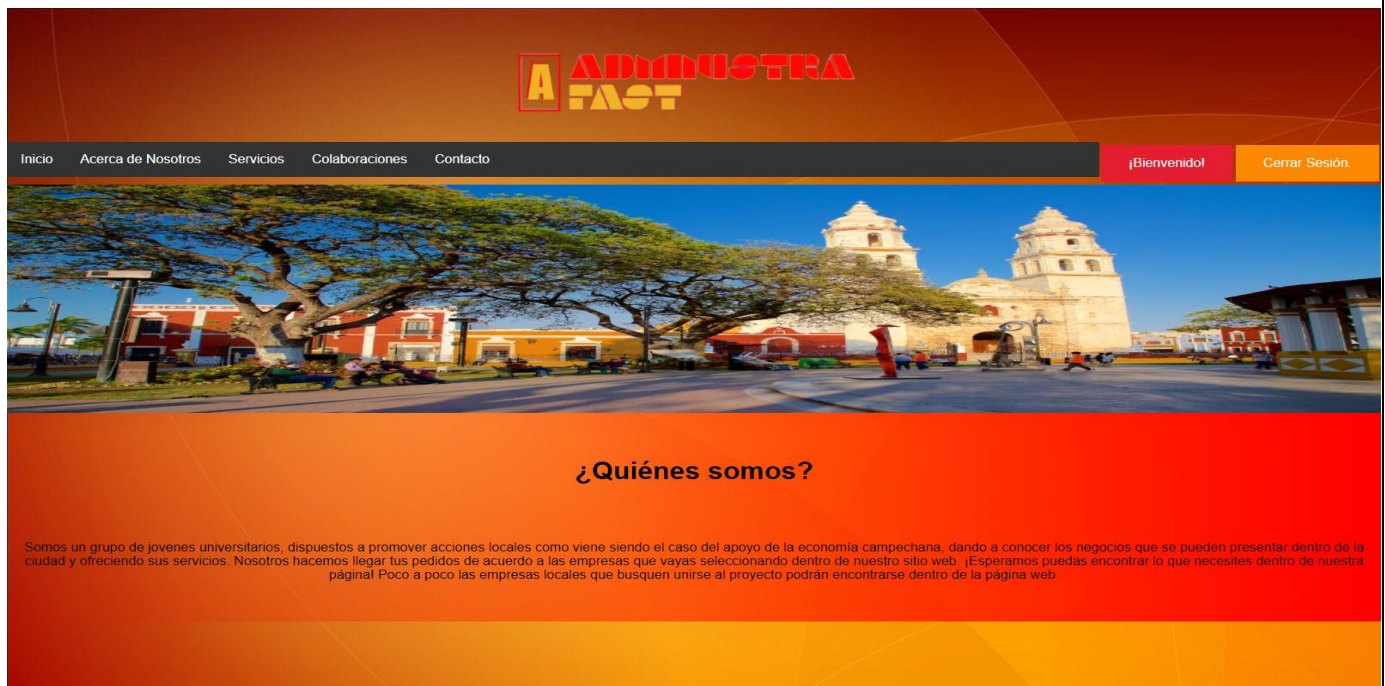 A ADMINISTRA
FAST
Inicio Acerca de Nosotros Servicios Colaboraciones Contacto ¡Bienvenido! Cerrar Sesión.
¿Quiénes somos?
Somos un grupo de jovenes universitarios, dispuestos a promover acciones locales como viene siendo el caso del apoyo de la economía campechana, dando a conocer los negocios que se pueden presentar dentro de la
ciudad y ofreciendo sus servicios. Nosotros hacemos llegar tus pedidos de acuerdo a las empresas que vayas seleccionando dentro de nuestro sitio web. ¡Esperamos puedas encontrar lo que necesites dentro de nuestra
página! Poco a poco las empresas locales que busquen unirse al proyecto podrán encontrarse dentro de la página web.